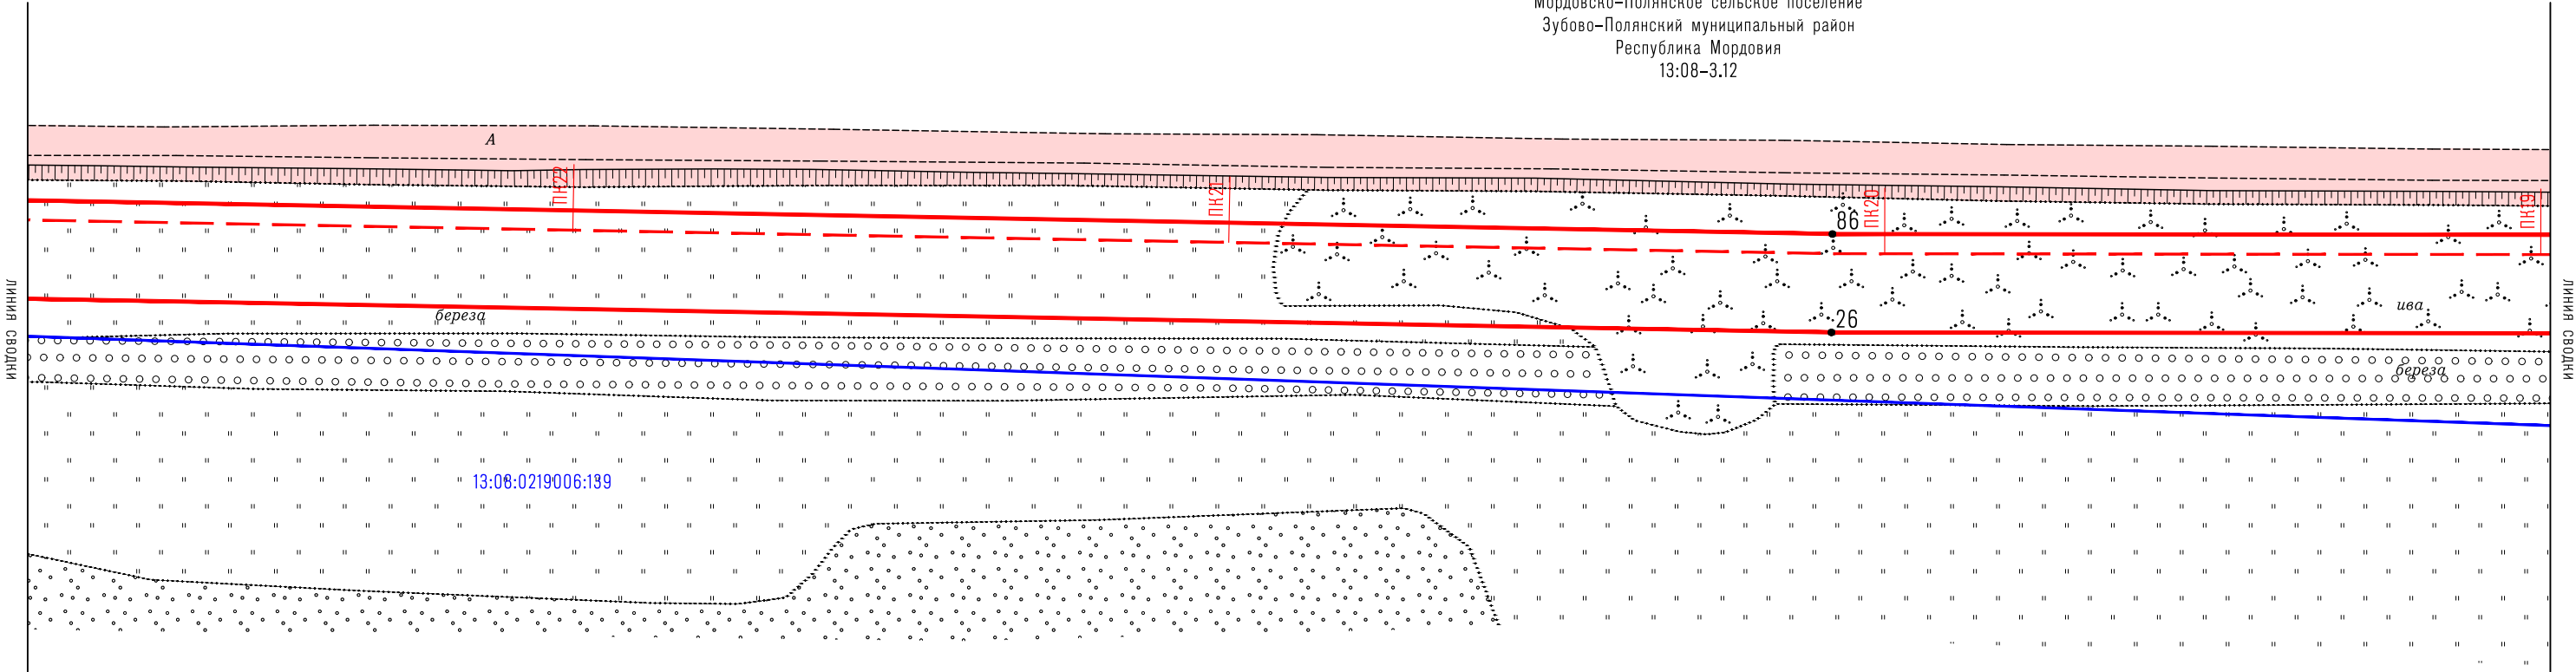 Мордовско-Полянское сельское поселение
Зубово-Полянский муниципальный район
Республика Мордовия
13:08-3.12
А
ПК22
ПК21
ПК20
ПК19
86
26
ива
береза
береза
13:08:0219006:139
ЛИНИЯ СВОДКИ
ЛИНИЯ СВОДКИ